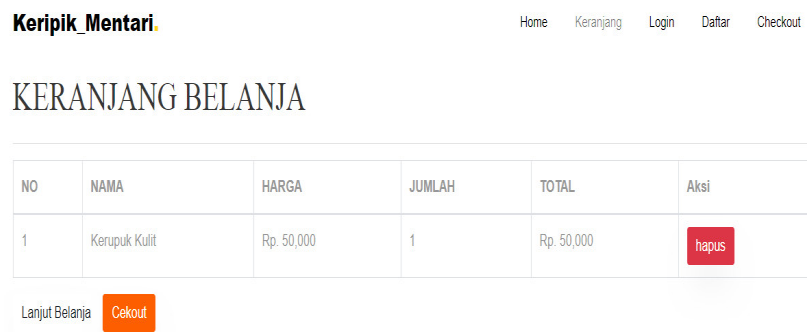 Keripik_Mentari. Home Keranjang Login Daftar Checkout
KERANJANG BELANJA
NO NAMA HARGA JUMLAH TOTAL Aksi
1 Kerupuk Kulit Rp. 50,000 1 Rp. 50,000 hapus
Lanjut Belanja Cekout